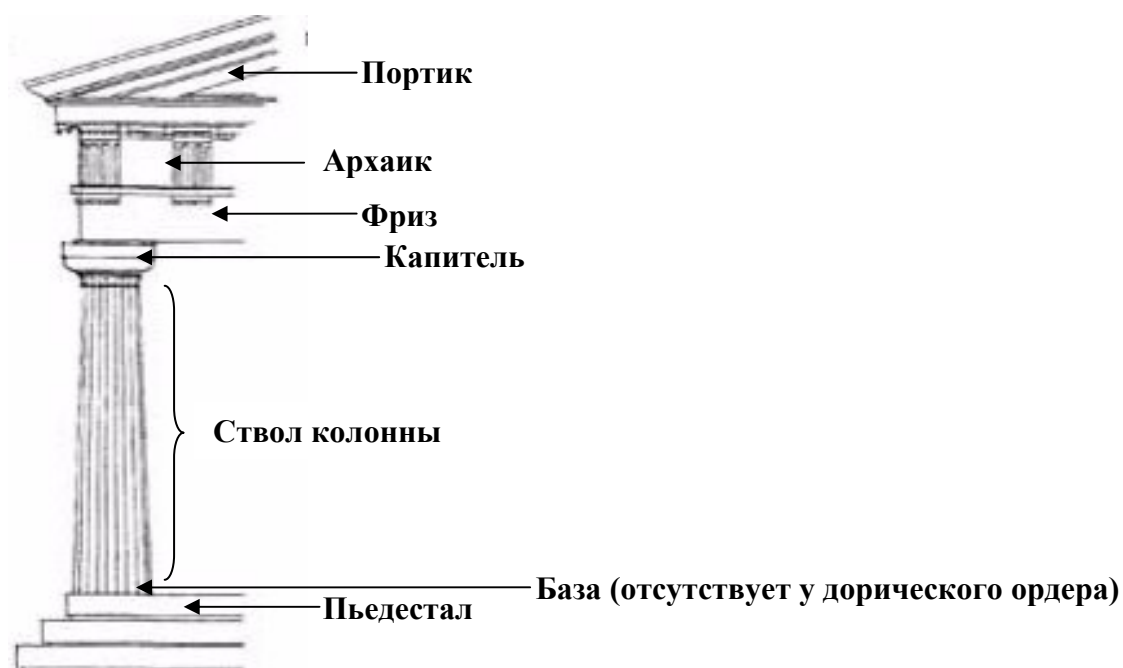 Портик
Архаик
Фриз
Капитель
Ствол колонны
База (отсутствует у дорического ордера)
Пьедестал